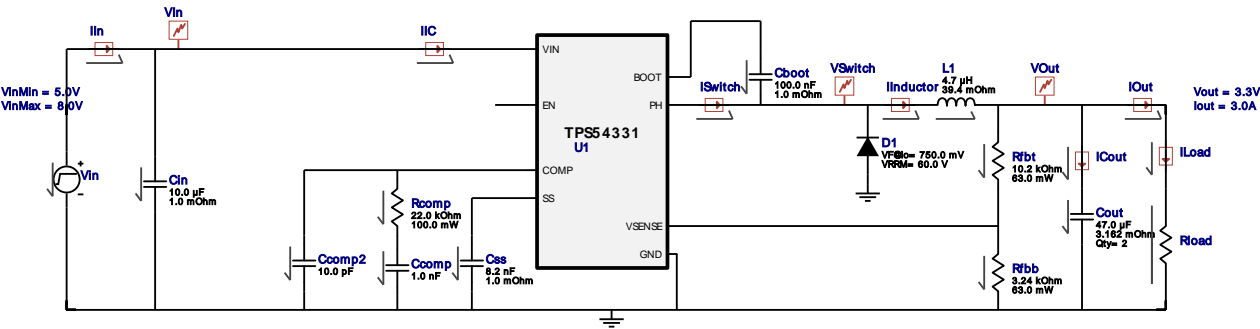 Vin
IIn
IIC
VIN
VinMin = 5.0V
VinMax = 8.0V
EN
TPS54331
U1
BOOT
PH
COMP
SS
VSENSE
GND
Cboot
100.0 nF
1.0 mOhm
ISwitch
VSwitch
IInductor
L1
4.7 µH
39.4 mOhm
VOut
IOut
Vout = 3.3V
Iout = 3.0A
D1
VRRM= 60.0 V
Rfbt
10.2 kOhm
63.0 mW
ICout
ILoad
Vin
Cin
10.0 µF
1.0 mOhm
Rcomp
22.0 kOhm
100.0 mW
Ccomp2
10.0 pF
Ccomp
1.0 nF
Css
8.2 nF
1.0 mOhm
Cout
47.0 µF
3.162 mOhm
Qty= 2
Rload
Rfbb
3.24 kOhm
63.0 mW